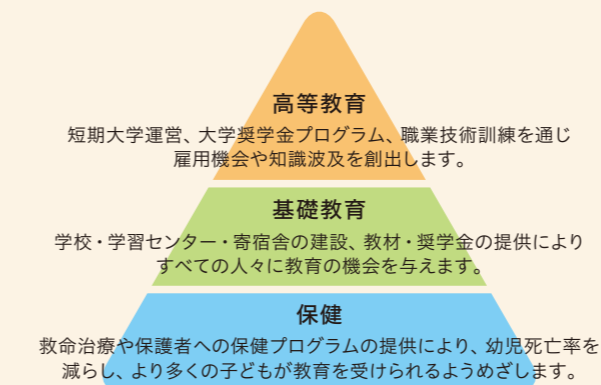 高等教育
短期大学運営、大学奨学金プログラム、職業技術訓練を通じ
雇用機会や知識波及を創出します。
基礎教育
学校・学習センター・寄宿舎の建設、教材・奨学金の提供により
すべての人々に教育の機会を与えます。
保健
救命治療や保護者への保健プログラムの提供により、幼児死亡率を
減らし、より多くの子どもが教育を受けられるようめざします。